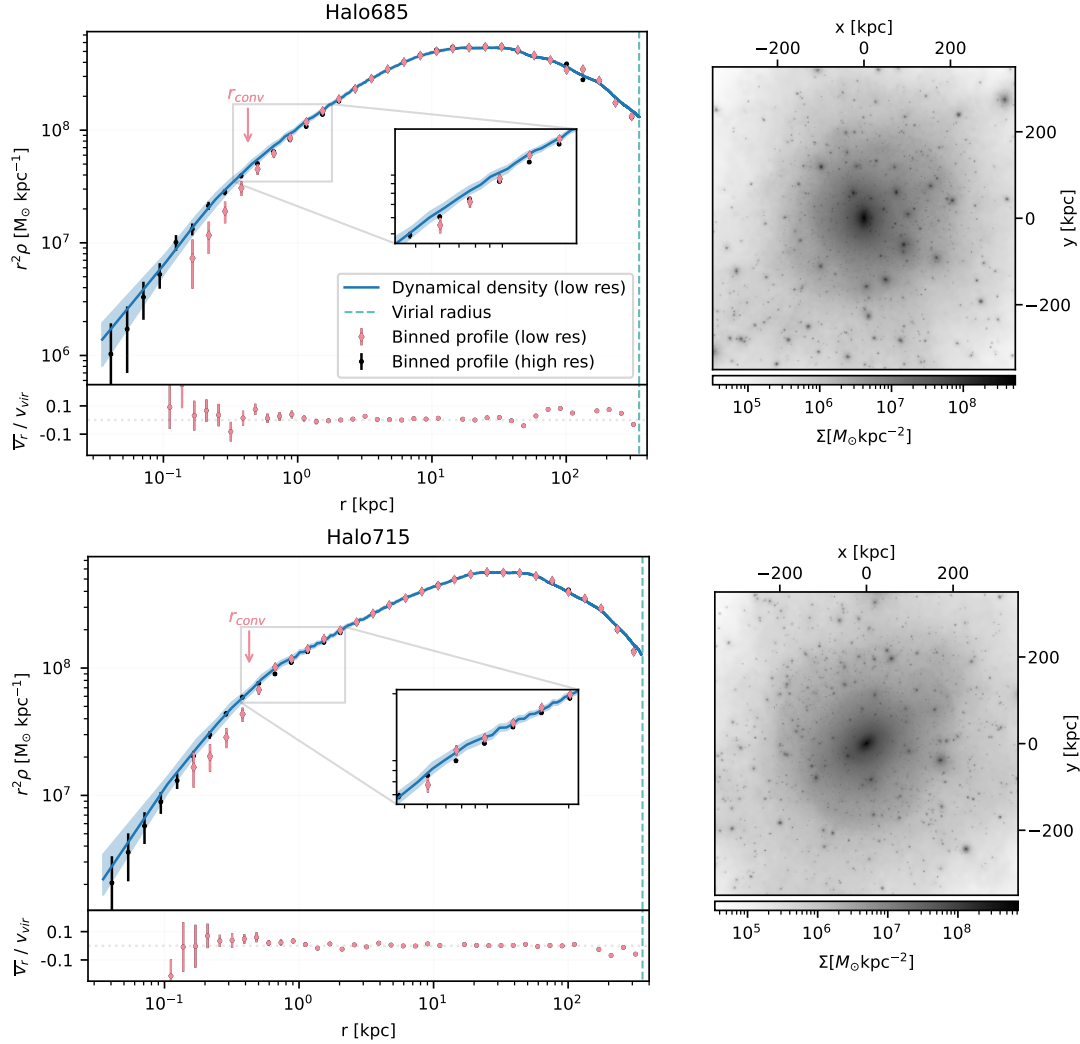 Halo685
10⁸
10⁷
10⁶
r²ρ [M⊙ kpc⁻¹]
r_conv
Dynamical density (low res)
Virial radius
Binned profile (low res)
Binned profile (high res)
0.1
-0.1
v̅_r / v_vir
10⁻¹ 10⁰ 10¹ 10²
r [kpc]
x [kpc]
−200 0 200
200
0
−200
y [kpc]
10⁵ 10⁶ 10⁷ 10⁸
Σ[M⊙kpc⁻²]
Halo715
10⁸
10⁷
r²ρ [M⊙ kpc⁻¹]
r_conv
0.1
-0.1
v̅_r / v_vir
10⁻¹ 10⁰ 10¹ 10²
r [kpc]
x [kpc]
−200 0 200
200
0
−200
y [kpc]
10⁵ 10⁶ 10⁷ 10⁸
Σ[M⊙kpc⁻²]